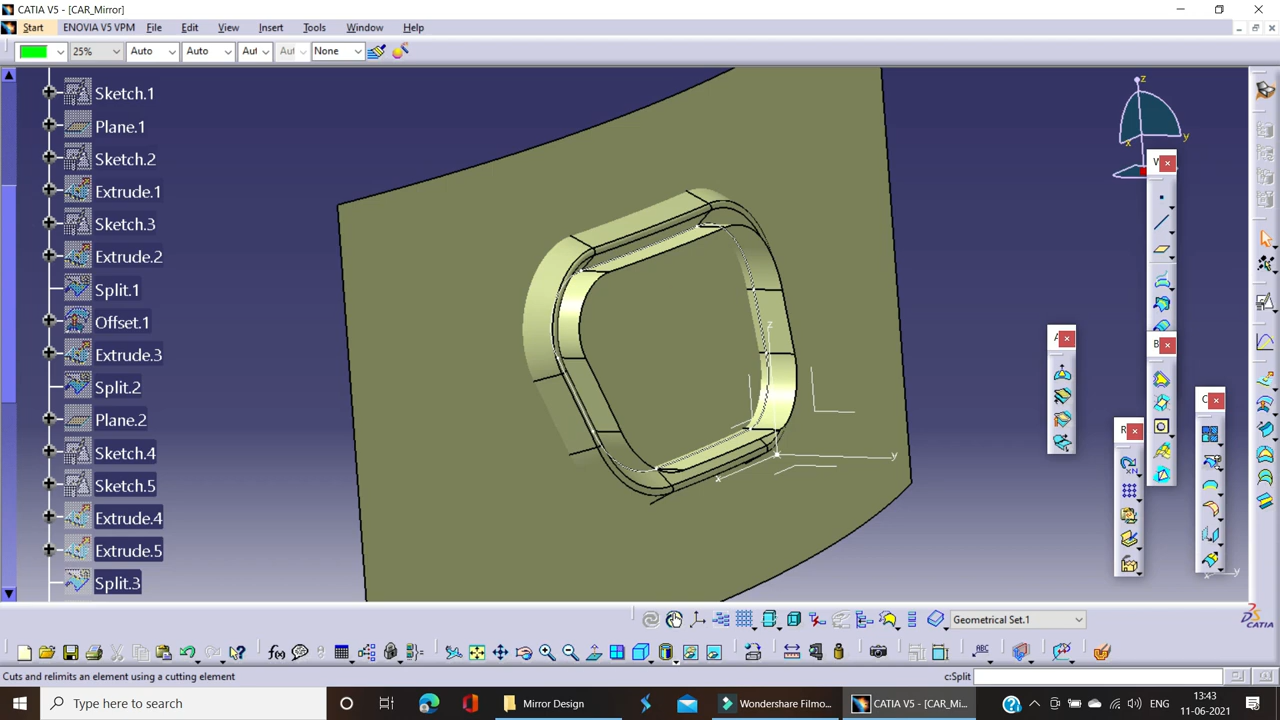 CATIA V5 - [CAR_Mirror]
Start ENOVIA V5 VPM File Edit View Insert Tools Window Help
25% Auto Auto Aut Aut None
Sketch.1
Plane.1
Sketch.2
Extrude.1
Sketch.3
Extrude.2
Split.1
Offset.1
Extrude.3
Split.2
Plane.2
Sketch.4
Sketch.5
Extrude.4
Extrude.5
Split.3
z
y
x
W
A
B
R
C
z
y
x
y
Geometrical Set.1
CATIA
Cuts and relimits an element using a cutting element
c:Split
Type here to search
Mirror Design
Wondershare Filmo...
CATIA V5 - [CAR_Mi...
ENG
13:43
11-06-2021